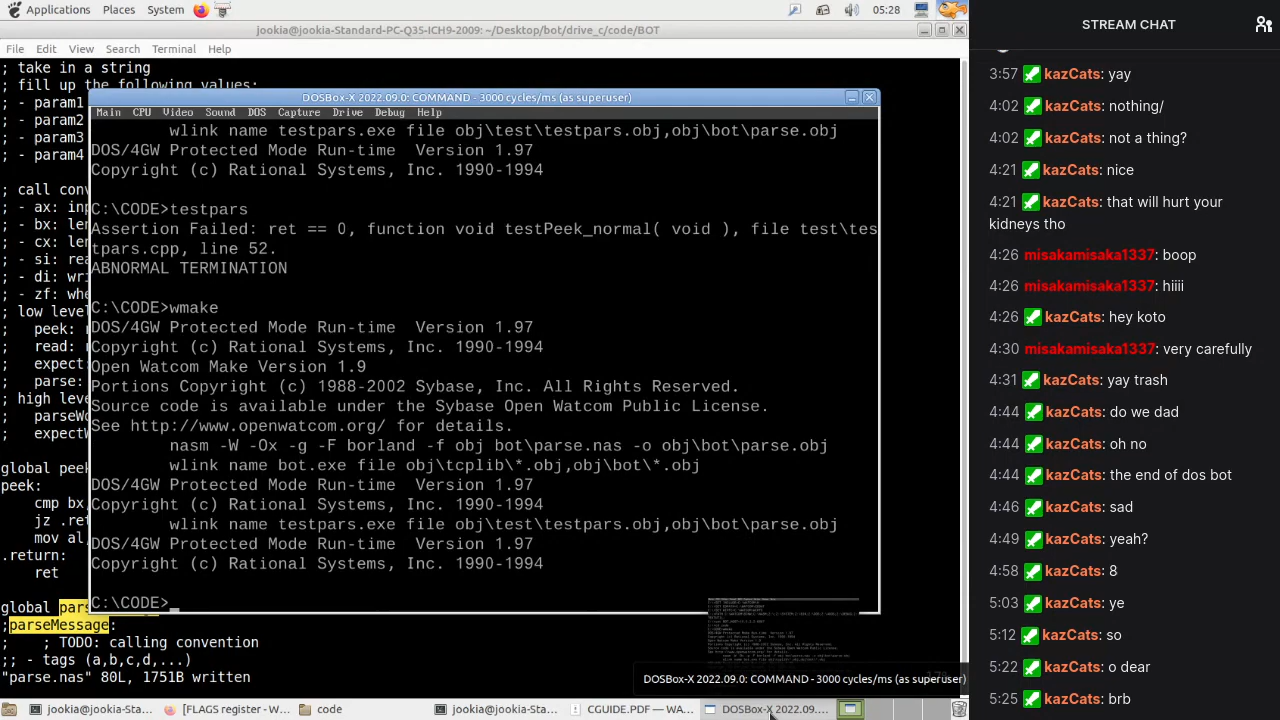 Applications Places System 05:28
jookia@jookia-Standard-PC-Q35-ICH9-2009: ~/Desktop/bot/drive_c/code/BOT
File Edit View Search Terminal Help
; take in a string
; fill up the following values:
; - param1
; - param2
; - param3
; - param4
; call conv
; - ax: inp
; - bx: len
; - cx: len
; - si: rea
; - di: wri
; - zf: whe
; low level
;   peek: r
;   read: r
;   expect:
;   parse:
; high leve
;   parseWo
;   expectW
global peek
peek:
cmp bx,
jz .ret
mov al,
.return:
ret
global pars
parseMessage:
; TODO: calling convention
; - a,b,c,d,...)
"parse.nas" 80L, 1751B written
DOSBox-X 2022.09.0: COMMAND - 3000 cycles/ms (as superuser)
Main CPU Video Sound DOS Capture Drive Debug Help
wlink name testpars.exe file obj\test\testpars.obj,obj\bot\parse.obj
DOS/4GW Protected Mode Run-time  Version 1.97
Copyright (c) Rational Systems, Inc. 1990-1994
C:\CODE>testpars
Assertion Failed: ret == 0, function void testPeek_normal( void ), file test\tes
tpars.cpp, line 52.
ABNORMAL TERMINATION
C:\CODE>wmake
DOS/4GW Protected Mode Run-time  Version 1.97
Copyright (c) Rational Systems, Inc. 1990-1994
Open Watcom Make Version 1.9
Portions Copyright (c) 1988-2002 Sybase, Inc. All Rights Reserved.
Source code is available under the Sybase Open Watcom Public License.
See http://www.openwatcom.org/ for details.
nasm -W -Ox -g -F borland -f obj bot\parse.nas -o obj\bot\parse.obj
wlink name bot.exe file obj\tcplib\*.obj,obj\bot\*.obj
DOS/4GW Protected Mode Run-time  Version 1.97
Copyright (c) Rational Systems, Inc. 1990-1994
wlink name testpars.exe file obj\test\testpars.obj,obj\bot\parse.obj
DOS/4GW Protected Mode Run-time  Version 1.97
Copyright (c) Rational Systems, Inc. 1990-1994
C:\CODE>_
DOSBox-X 2022.09.0: COMMAND - 3000 cycles/ms (as superuser)
jookia@jookia-Standa... [FLAGS register - W... co jookia@jookia-Standa... CGUIDE.PDF — WA... DOSBox-X 2022.09....
STREAM CHAT
3:57 kazCats: yay
4:02 kazCats: nothing/
4:02 kazCats: not a thing?
4:21 kazCats: nice
4:21 kazCats: that will hurt your
kidneys tho
4:26 misakamisaka1337: boop
4:26 misakamisaka1337: hiiii
4:26 kazCats: hey koto
4:30 misakamisaka1337: very carefully
4:31 kazCats: yay trash
4:44 kazCats: do we dad
4:44 kazCats: oh no
4:44 kazCats: the end of dos bot
4:46 kazCats: sad
4:49 kazCats: yeah?
4:58 kazCats: 8
5:03 kazCats: ye
5:12 kazCats: so
5:22 kazCats: o dear
5:25 kazCats: brb